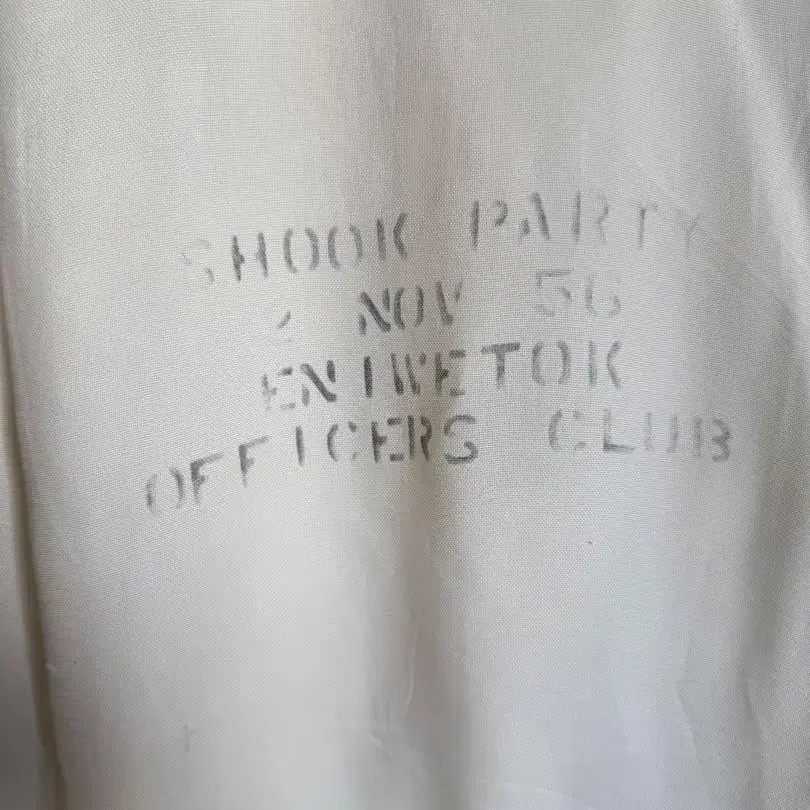 SHOOK PARTY
2 NOV 56
ENIWETOK
OFFICERS CLUB